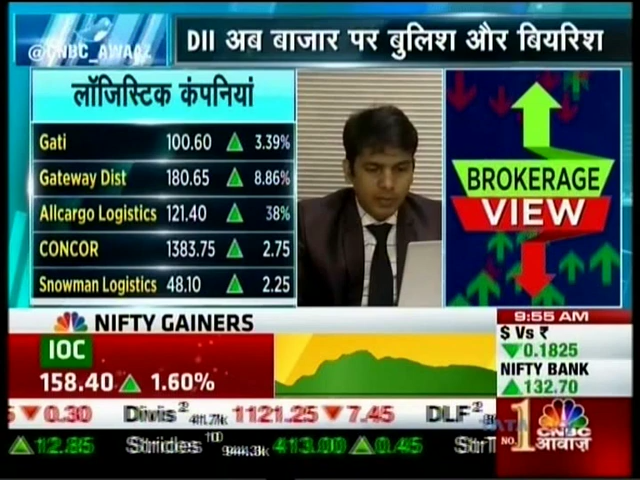 @CNBC_AWAAZ
DII अब बाजार पर बुलिश और बियरिश
लॉजिस्टिक कंपनियां
Gati 100.60 ▲ 3.39%
Gateway Dist 180.65 ▲ 8.86%
Allcargo Logistics 121.40 ▲ 38%
CONCOR 1383.75 ▲ 2.75
Snowman Logistics 48.10 ▲ 2.25
BROKERAGE
VIEW
NIFTY GAINERS
IOC
158.40 ▲ 1.60%
9:55 AM
$ Vs ₹
▼0.1825
NIFTY BANK
▲132.70
▼0.30 Divis 1121.25 ▼7.45 DLF
▲12.85 Strides 413.00 ▲0.45
NO.1
CNBC
आवाज़